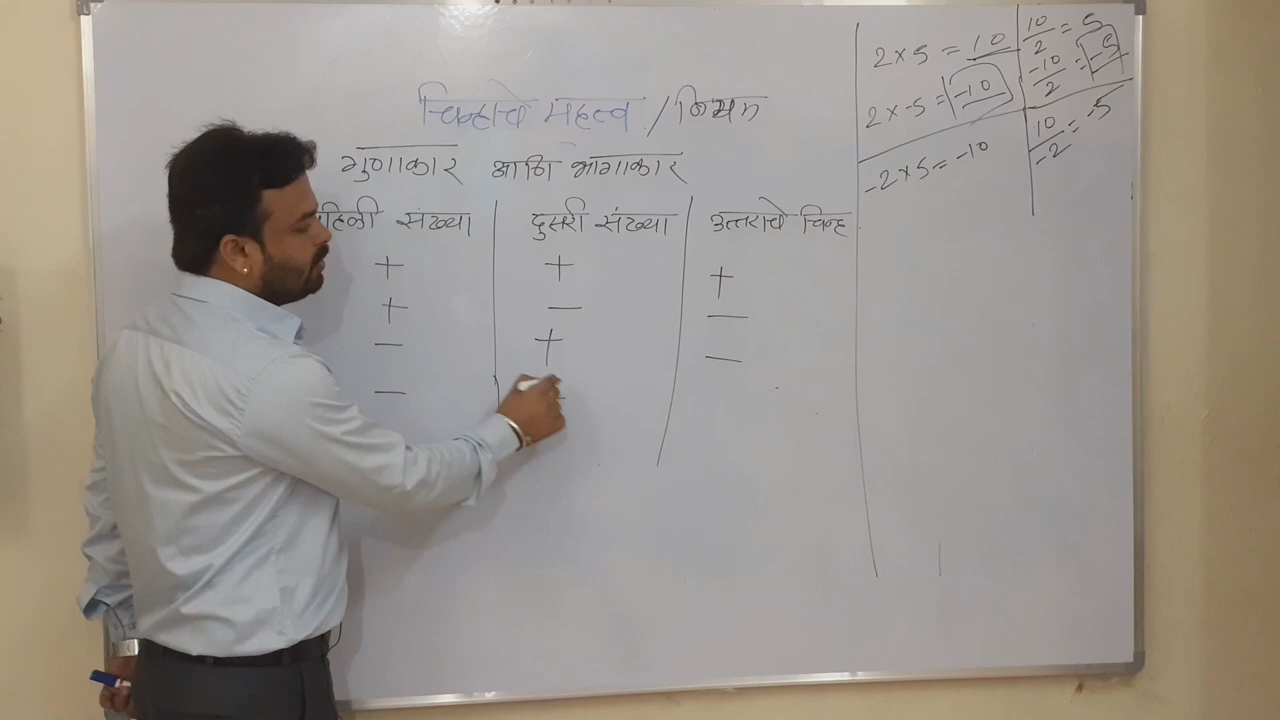 चिन्हाचे महत्व / नियम
गुणाकार आणि भागाकार
हिली संख्या दुसरी संख्या उत्तराचे चिन्ह
+ + +
+ − −
− + −
− −
2 × 5 = 10
2 × -5 = -10
-2 × 5 = -10
10/2 = 5
-10/2 = -5
10/-2 = -5